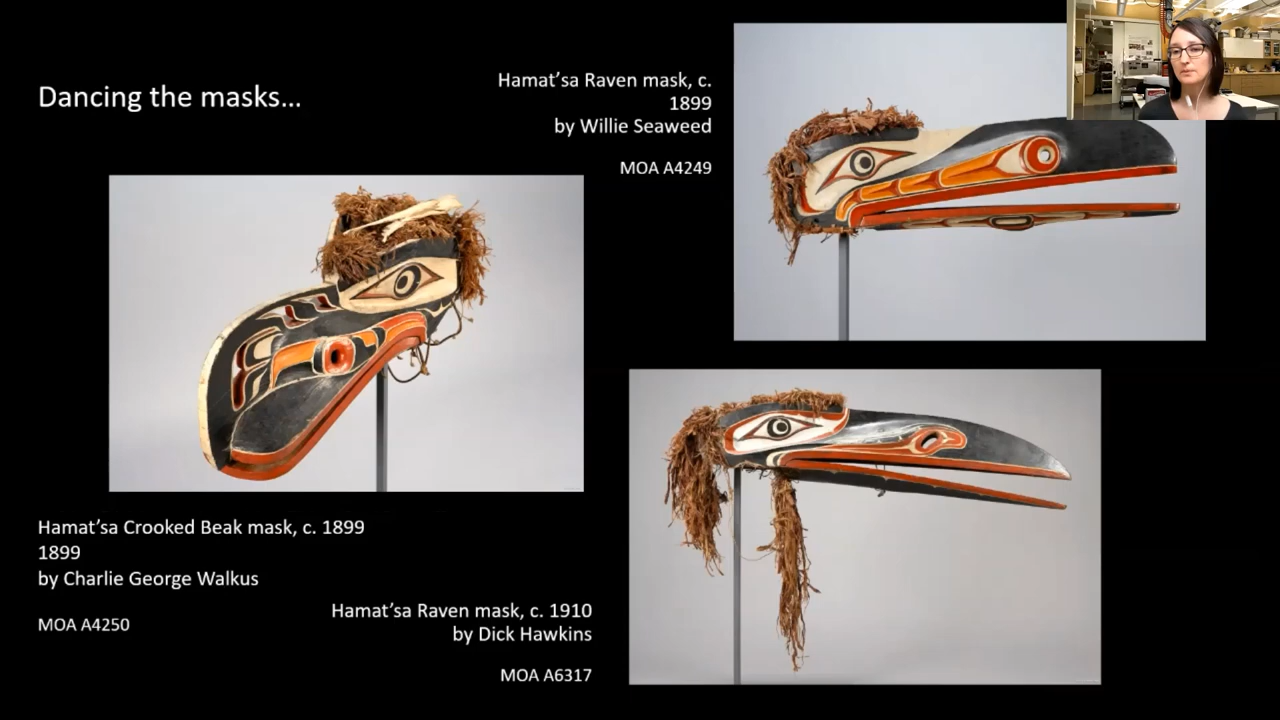 Dancing the masks...
Hamat'sa Raven mask, c.
1899
by Willie Seaweed
MOA A4249
Hamat'sa Crooked Beak mask, c. 1899
1899
by Charlie George Walkus
MOA A4250
Hamat'sa Raven mask, c. 1910
by Dick Hawkins
MOA A6317